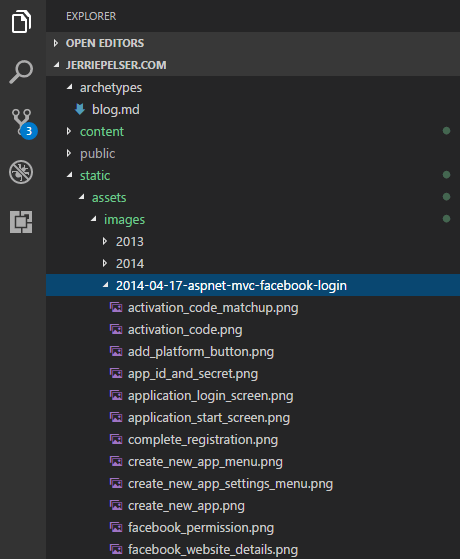 EXPLORER
OPEN EDITORS
JERRIEPELSER.COM
archetypes
blog.md
content
3
public
static
assets
images
2013
2014
2014-04-17-aspnet-mvc-facebook-login
activation_code_matchup.png
activation_code.png
add_platform_button.png
app_id_and_secret.png
application_login_screen.png
application_start_screen.png
complete_registration.png
create_new_app_menu.png
create_new_app_settings_menu.png
create_new_app.png
facebook_permission.png
facebook_website_details.png